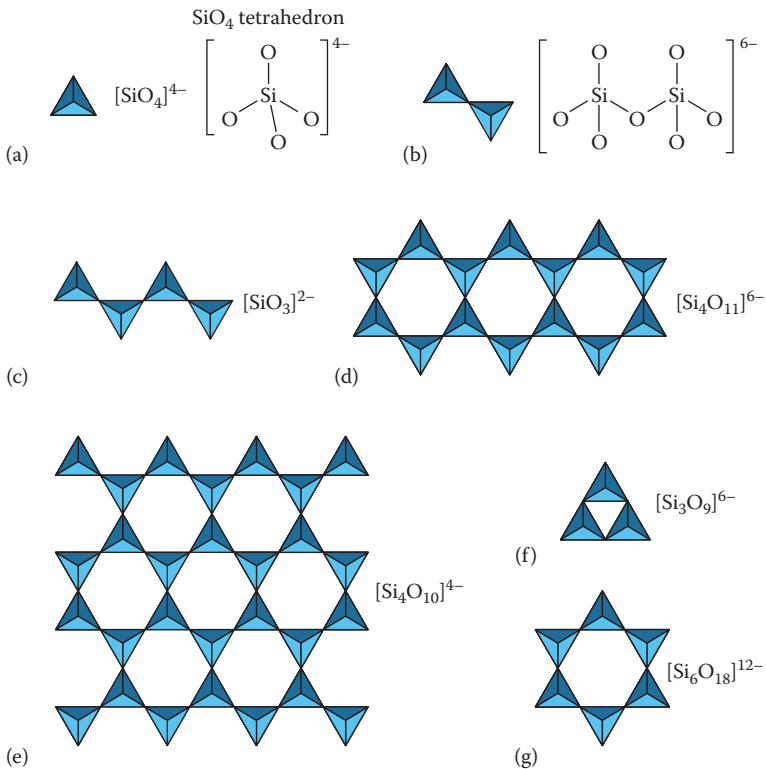 SiO₄ tetrahedron
[SiO₄]⁴⁻
4–
O
Si
O
O
O
(a)
6–
O
O
Si
Si
O
O
O
O
O
(b)
[SiO₃]²⁻
(c)
[Si₄O₁₁]⁶⁻
(d)
[Si₄O₁₀]⁴⁻
(e)
[Si₃O₉]⁶⁻
(f)
[Si₆O₁₈]¹²⁻
(g)